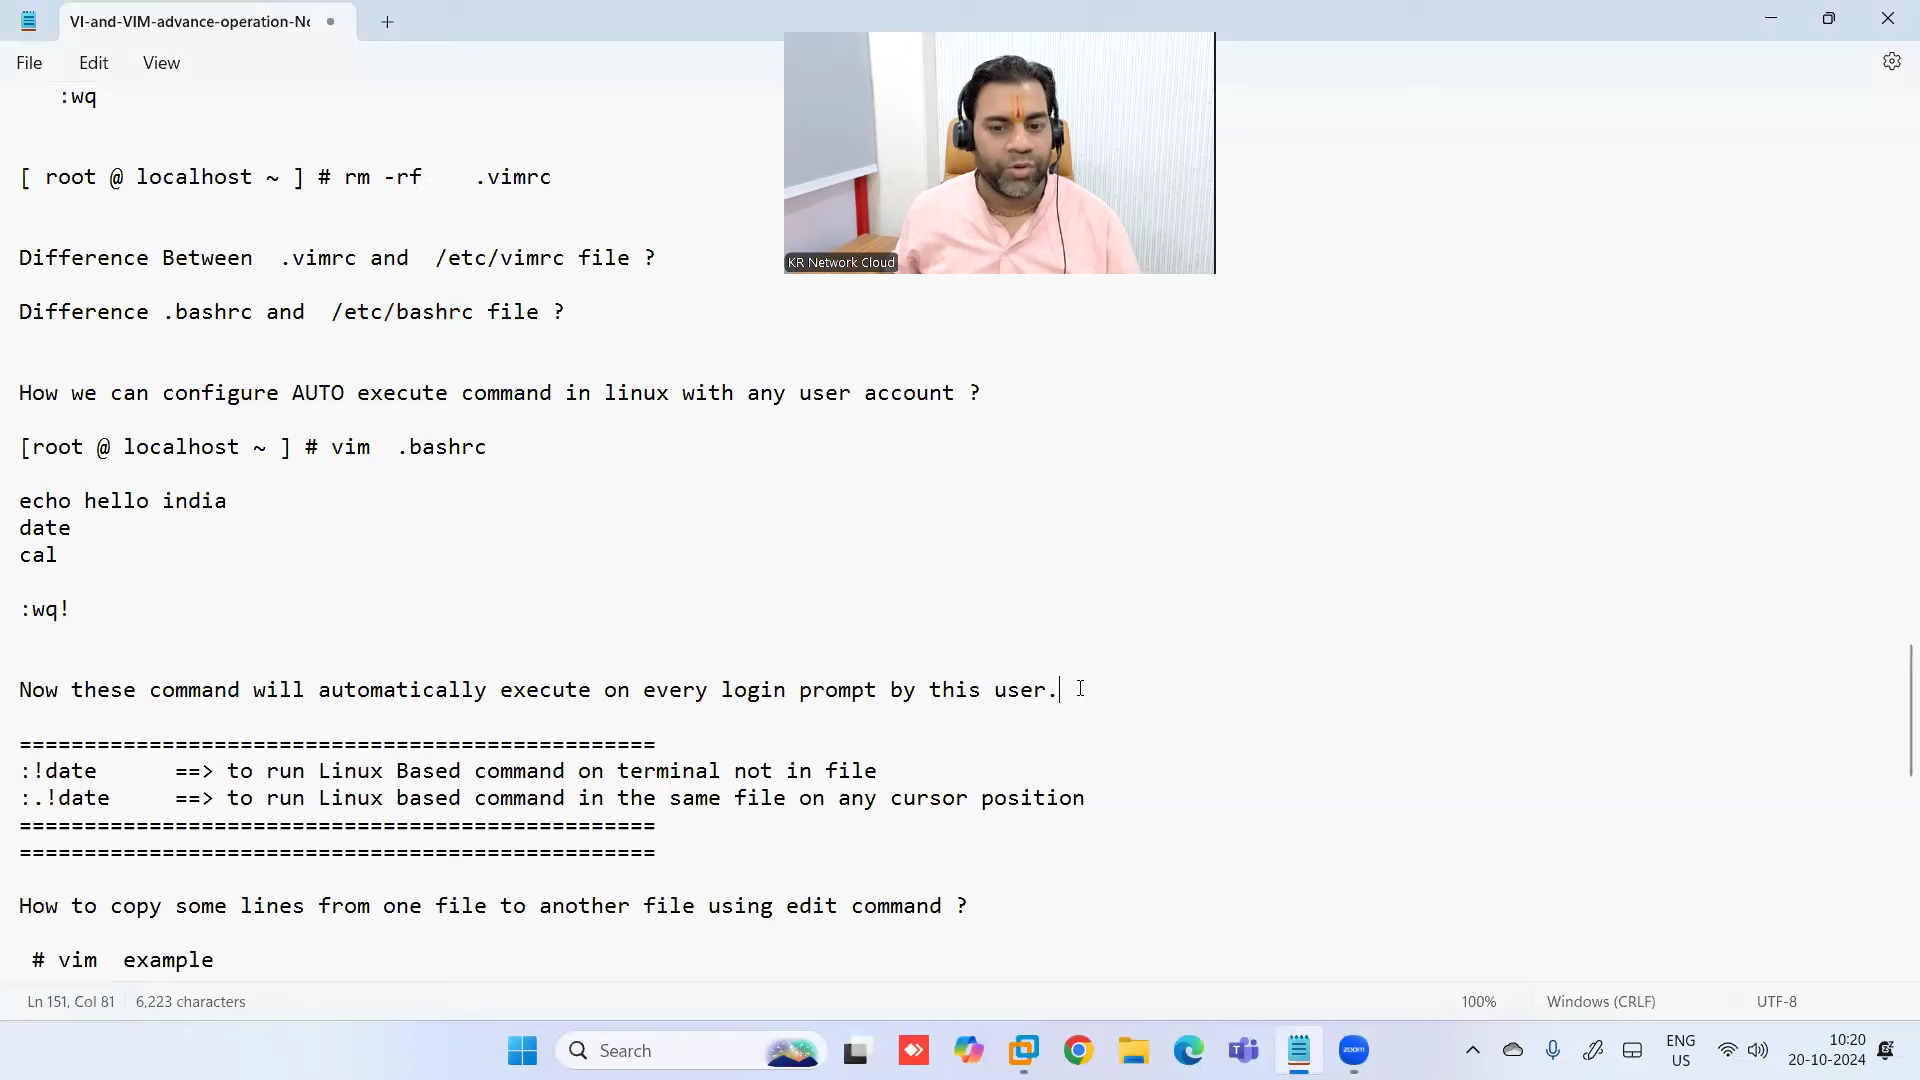 VI-and-VIM-advance-operation-No
File Edit View
:wq
[ root @ localhost ~ ] # rm -rf    .vimrc
Difference Between  .vimrc and  /etc/vimrc file ?
Difference .bashrc and  /etc/bashrc file ?
How we can configure AUTO execute command in linux with any user account ?
[root @ localhost ~ ] # vim  .bashrc
echo hello india
date
cal
:wq!
Now these command will automatically execute on every login prompt by this user.
=================================================
:!date      ==> to run Linux Based command on terminal not in file
:.!date     ==> to run Linux based command in the same file on any cursor position
=================================================
=================================================
How to copy some lines from one file to another file using edit command ?
# vim  example
KR Network Cloud
Ln 151, Col 81 6,223 characters 100% Windows (CRLF) UTF-8
Search
zoom
ENG
US
10:20
20-10-2024